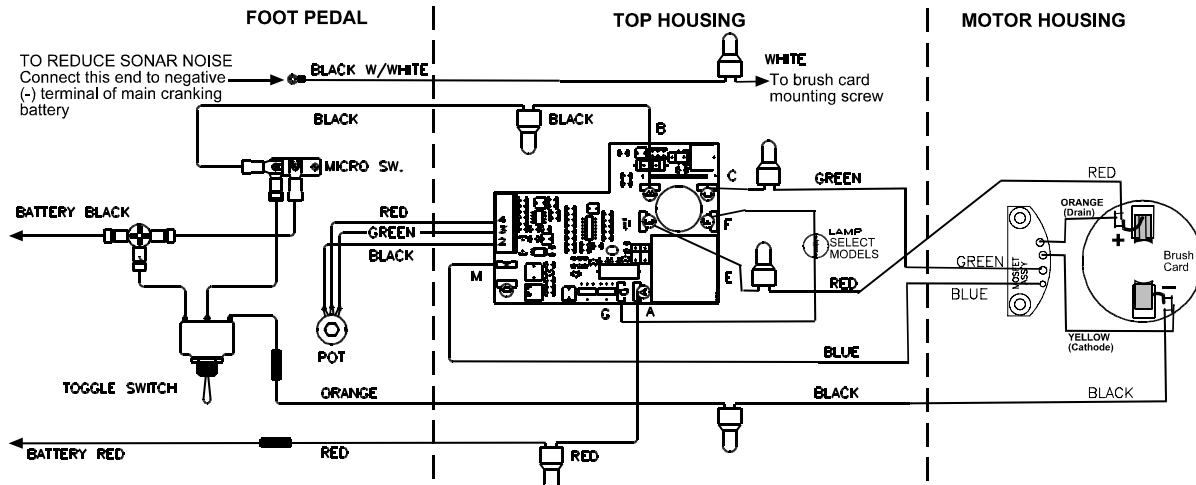 FOOT PEDAL
TOP HOUSING
MOTOR HOUSING
TO REDUCE SONAR NOISE
Connect this end to negative
(-) terminal of main cranking
battery
BLACK W/WHITE
WHITE
To brush card
mounting screw
BLACK
BLACK
B
MICRO SW.
C
GREEN
RED
BATTERY BLACK
RED
GREEN
BLACK
4
3
2
F
LAMP
SELECT
MODELS
ORANGE
(Drain)
+
Brush
Card
M
E
RED
GREEN
BLUE
MOSFET
ASSY
−
G
A
POT
BLUE
YELLOW
(Cathode)
TOGGLE SWITCH
ORANGE
BLACK
BLACK
BATTERY RED
RED
RED